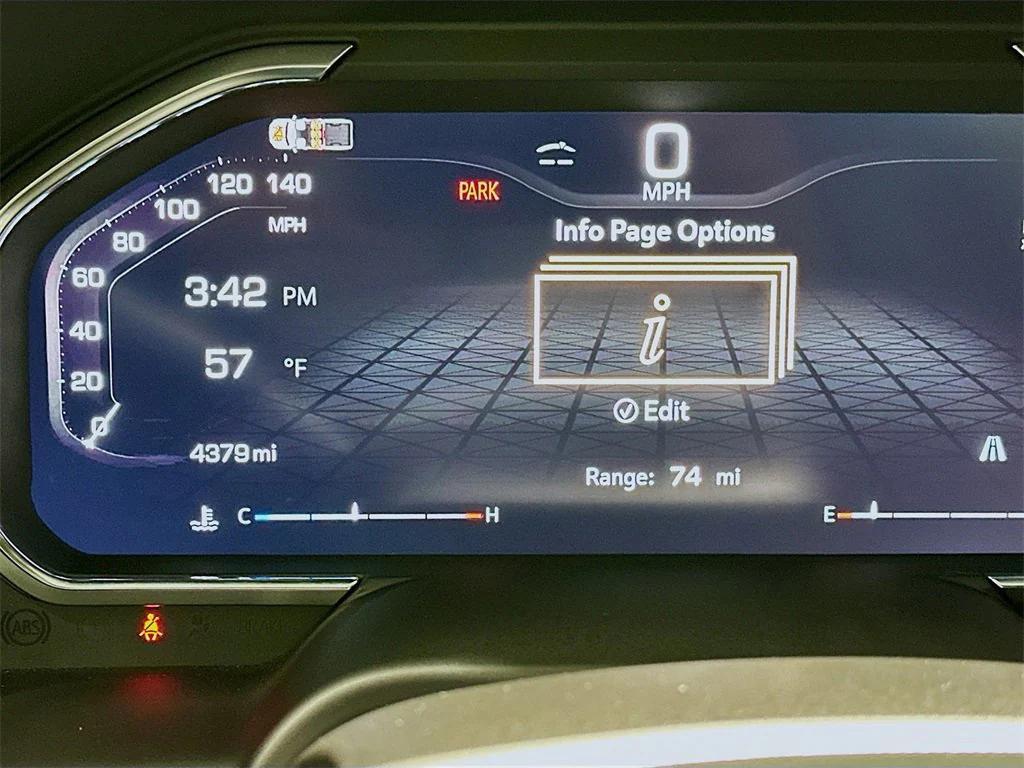 0
MPH
PARK
120 140
100
MPH
80
60
40
20
0
3:42 PM
57 °F
4379mi
Info Page Options
i
Edit
Range: 74 mi
C H
E
ABS